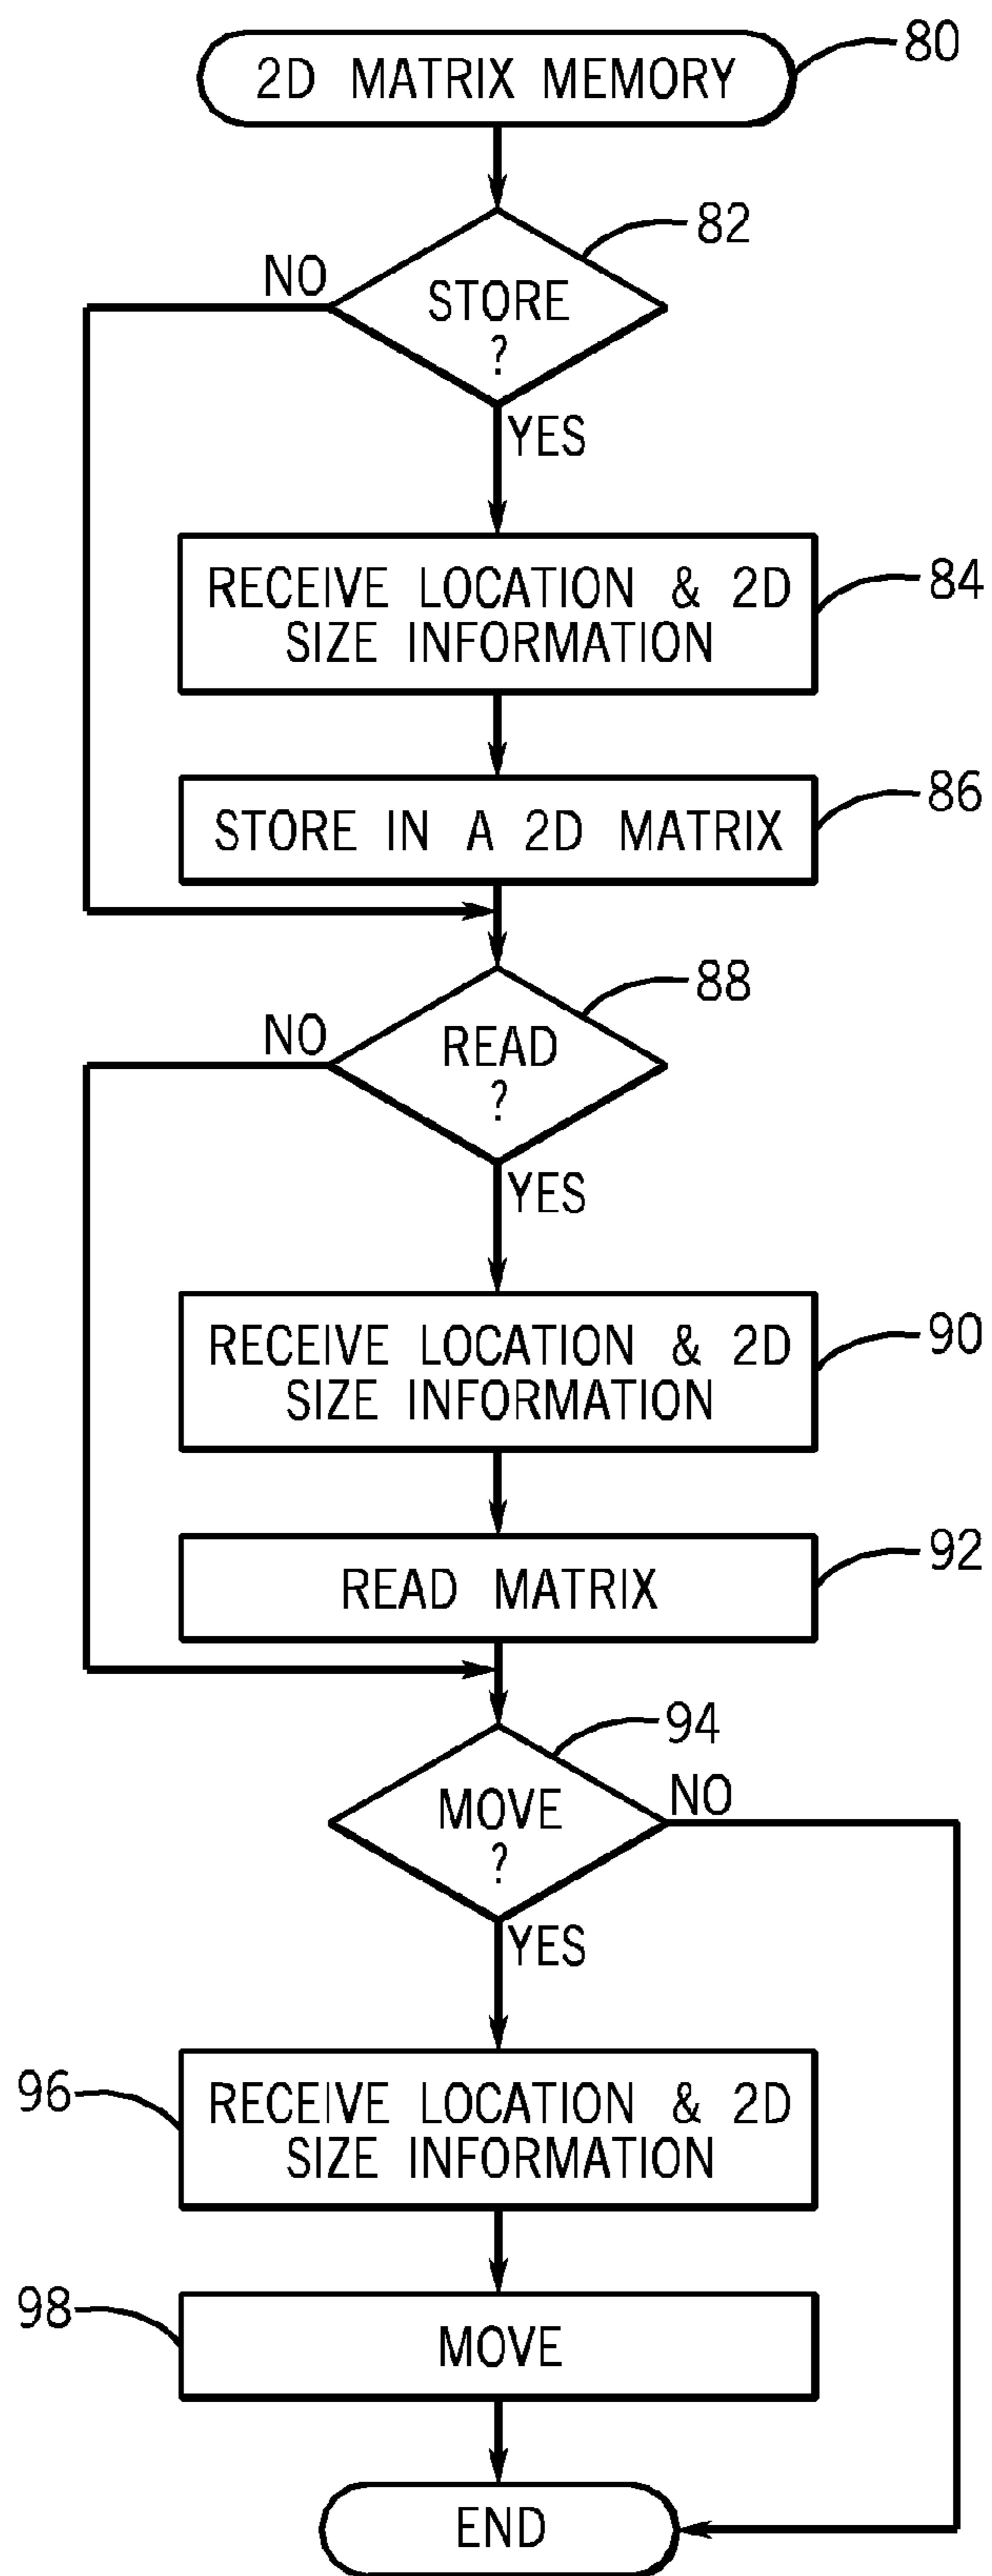 2D MATRIX MEMORY
80
82
NO
STORE
?
YES
RECEIVE LOCATION & 2D
SIZE INFORMATION
84
STORE IN A 2D MATRIX
86
88
NO
READ
?
YES
RECEIVE LOCATION & 2D
SIZE INFORMATION
90
READ MATRIX
92
94
MOVE
?
NO
YES
96
RECEIVE LOCATION & 2D
SIZE INFORMATION
98
MOVE
END